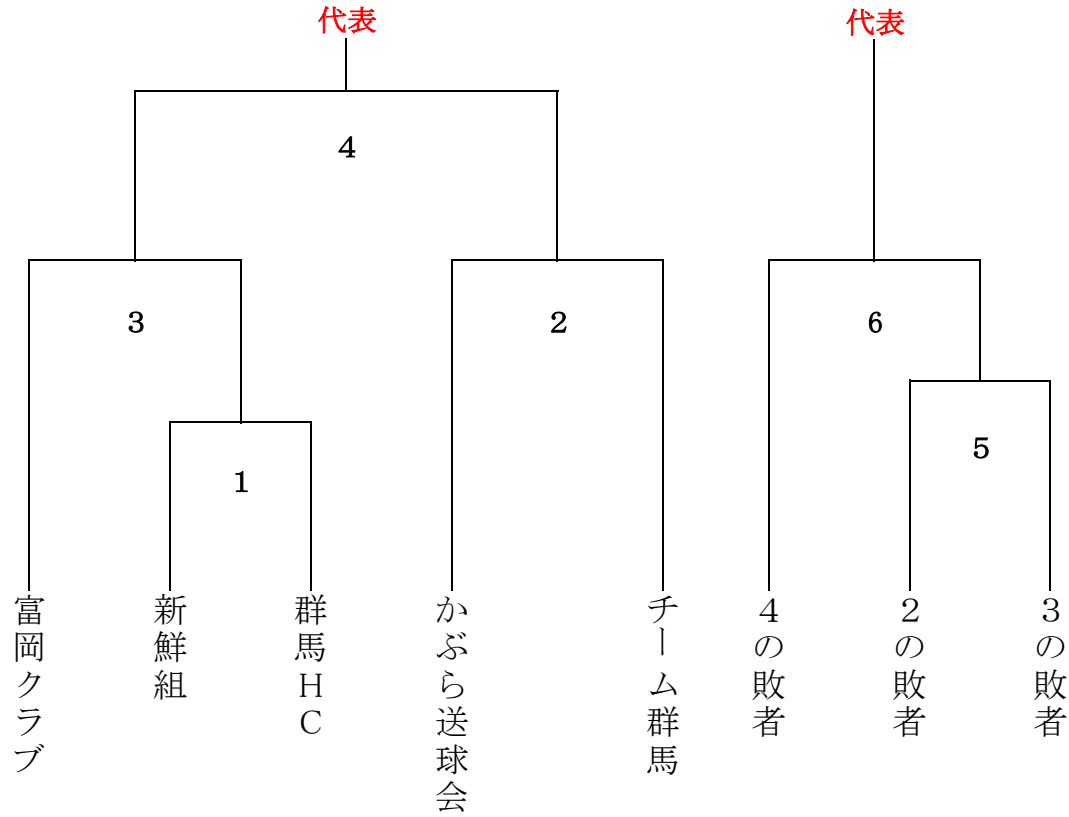 代表
代表
4
3
2
6
1
5
富岡クラブ
新鮮組
群馬ＨＣ
かぶら送球会
チーム群馬
４の敗者
２の敗者
３の敗者